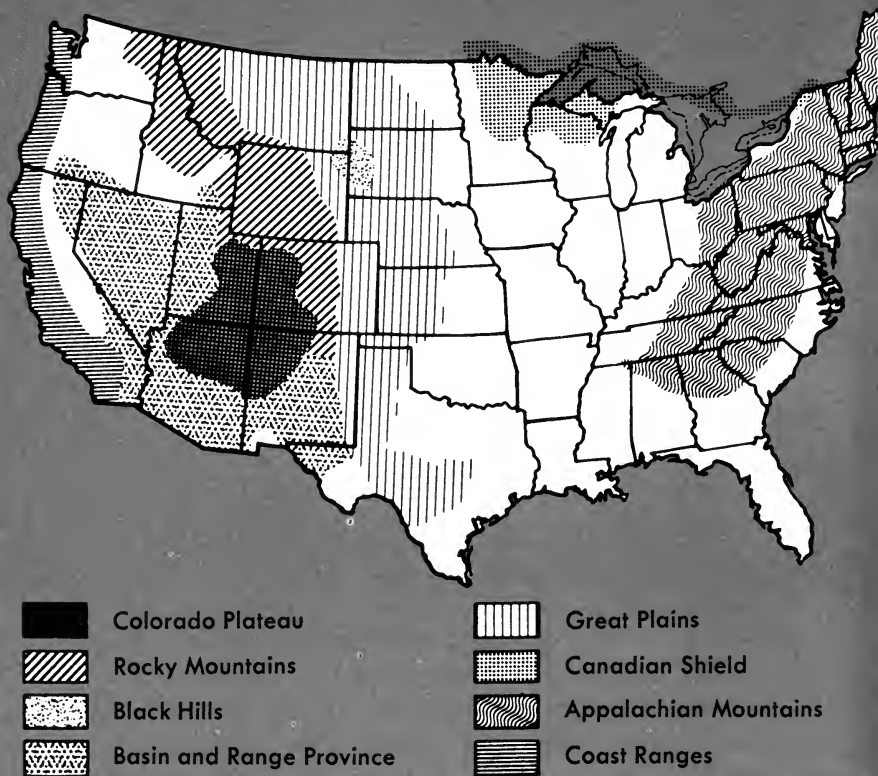 Colorado Plateau
Rocky Mountains
Black Hills
Basin and Range Province
Great Plains
Canadian Shield
Appalachian Mountains
Coast Ranges